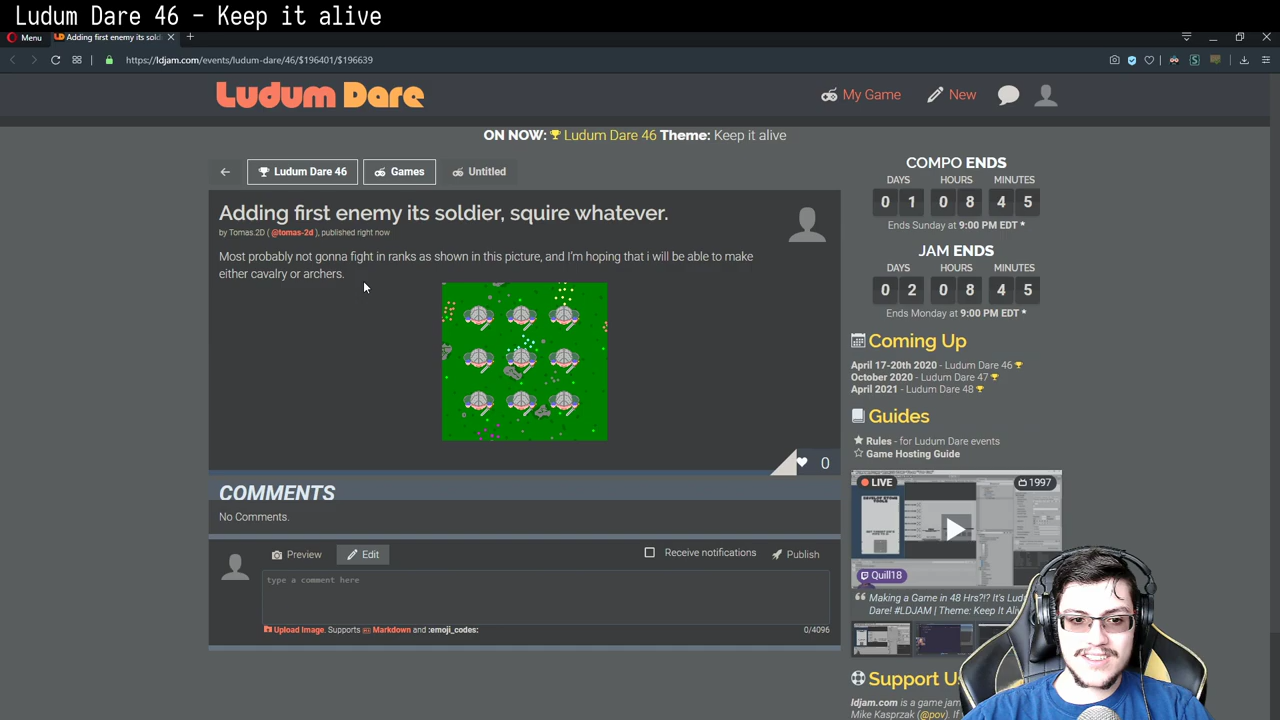 Ludum Dare 46 - Keep it alive
Menu
Adding first enemy its sold
https://ldjam.com/events/ludum-dare/46/$196401/$196639
Ludum Dare
My Game
New
ON NOW: Ludum Dare 46 Theme: Keep it alive
Ludum Dare 46
Games
Untitled
Adding first enemy its soldier, squire whatever.
by Tomas.2D ( @tomas-2d ), published right now
Most probably not gonna fight in ranks as shown in this picture, and I'm hoping that i will be able to make
either cavalry or archers.
0
COMMENTS
No Comments.
Preview
Edit
Receive notifications
Publish
type a comment here
Upload Image. Supports Markdown and :emoji_codes:
0/4096
COMPO ENDS
DAYS HOURS MINUTES
0 1 0 8 4 5
Ends Sunday at 9:00 PM EDT *
JAM ENDS
DAYS HOURS MINUTES
0 2 0 8 4 5
Ends Monday at 9:00 PM EDT *
Coming Up
April 17-20th 2020 - Ludum Dare 46
October 2020 - Ludum Dare 47
April 2021 - Ludum Dare 48
Guides
Rules - for Ludum Dare events
Game Hosting Guide
LIVE
1997
Quill18
Making a Game in 48 Hrs?!? It's Lud
Dare! #LDJAM | Theme: Keep It Aliv
Support Us
ldjam.com is a game jam
Mike Kasprzak (@pov). If